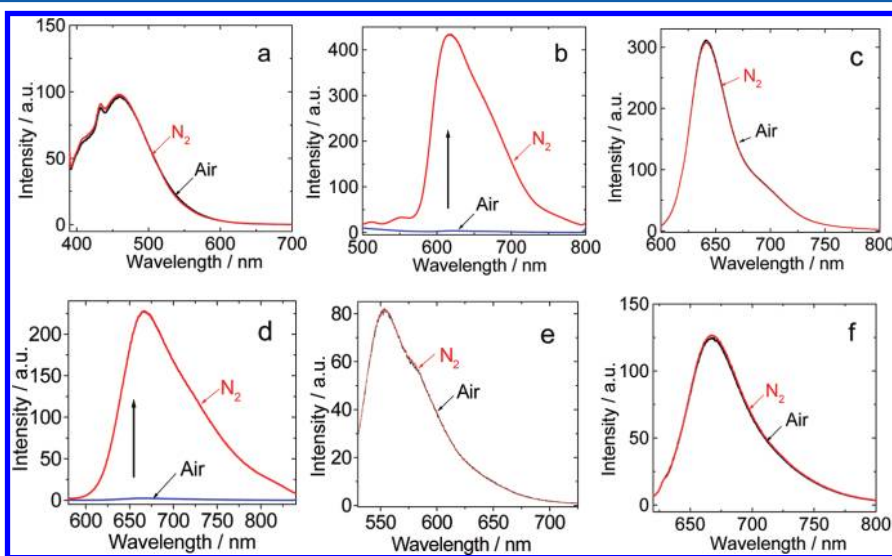 a
Intensity / a.u.
150
100
50
0
N2
Air
400 500 600 700
Wavelength / nm
b
Intensity / a.u.
400
300
200
100
0
N2
Air
500 600 700 800
Wavelength / nm
c
Intensity / a.u.
300
200
100
0
N2
Air
600 650 700 750 800
Wavelength / nm
d
Intensity / a.u.
200
150
100
50
0
N2
Air
600 650 700 750 800
Wavelength / nm
e
Intensity / a.u.
80
60
40
20
0
N2
Air
550 600 650 700
Wavelength / nm
f
Intensity / a.u.
150
100
50
0
N2
Air
650 700 750 800
Wavelength / nm